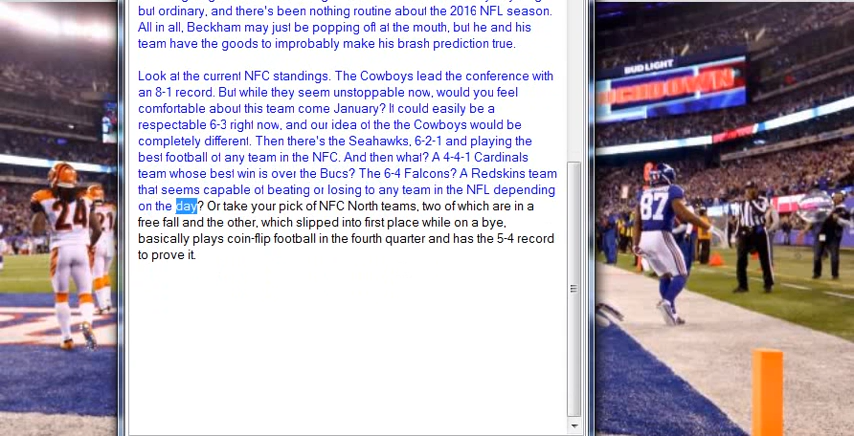 but ordinary, and there's been nothing routine about the 2016 NFL season.
All in all, Beckham may just be popping off at the mouth, but he and his
team have the goods to improbably make his brash prediction true.
Look at the current NFC standings. The Cowboys lead the conference with
an 8-1 record. But while they seem unstoppable now, would you feel
comfortable about this team come January? It could easily be a
respectable 6-3 right now, and our idea of the the Cowboys would be
completely different. Then there's the Seahawks, 6-2-1 and playing the
best football of any team in the NFC. And then what? A 4-4-1 Cardinals
team whose best win is over the Bucs? The 6-4 Falcons? A Redskins team
that seems capable of beating or losing to any team in the NFL depending
on the day? Or take your pick of NFC North teams, two of which are in a
free fall and the other, which slipped into first place while on a bye,
basically plays coin-flip football in the fourth quarter and has the 5-4 record
to prove it.
BUD LIGHT
24
87